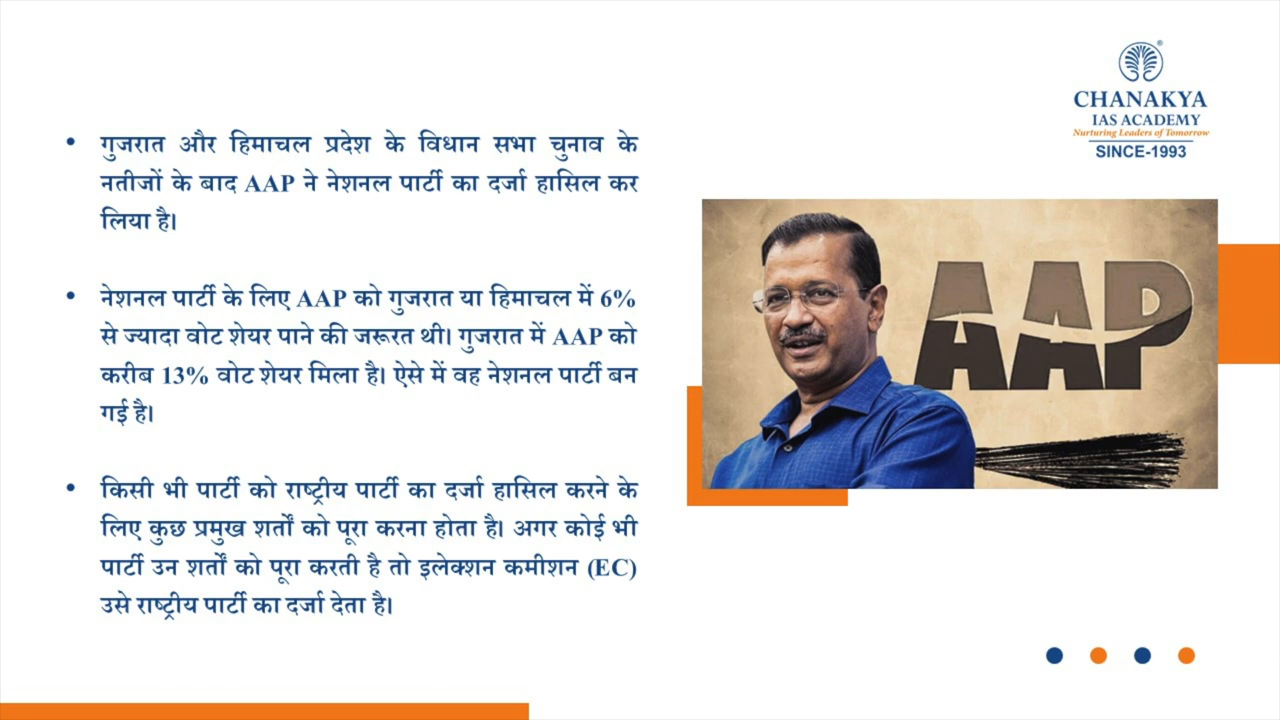 CHANAKYA
IAS ACADEMY
Nurturing Leaders of Tomorrow
SINCE-1993
• गुजरात और हिमाचल प्रदेश के विधान सभा चुनाव के
नतीजों के बाद AAP ने नेशनल पार्टी का दर्जा हासिल कर
लिया है।
• नेशनल पार्टी के लिए AAP को गुजरात या हिमाचल में 6%
से ज्यादा वोट शेयर पाने की जरूरत थी। गुजरात में AAP को
करीब 13% वोट शेयर मिला है। ऐसे में वह नेशनल पार्टी बन
गई है।
• किसी भी पार्टी को राष्ट्रीय पार्टी का दर्जा हासिल करने के
लिए कुछ प्रमुख शर्तों को पूरा करना होता है। अगर कोई भी
पार्टी उन शर्तों को पूरा करती है तो इलेक्शन कमीशन (EC)
उसे राष्ट्रीय पार्टी का दर्जा देता है।
AAP